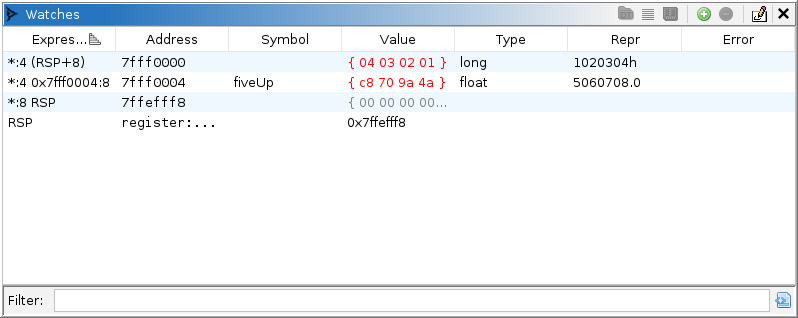 Watches
Expres... Address Symbol Value Type Repr Error
*:4 (RSP+8) 7fff0000 { 04 03 02 01 } long 1020304h
*:4 0x7fff0004:8 7fff0004 fiveUp { c8 70 9a 4a } float 5060708.0
*:8 RSP 7ffefff8 { 00 00 00 00...
RSP register:... 0x7ffefff8
Filter: